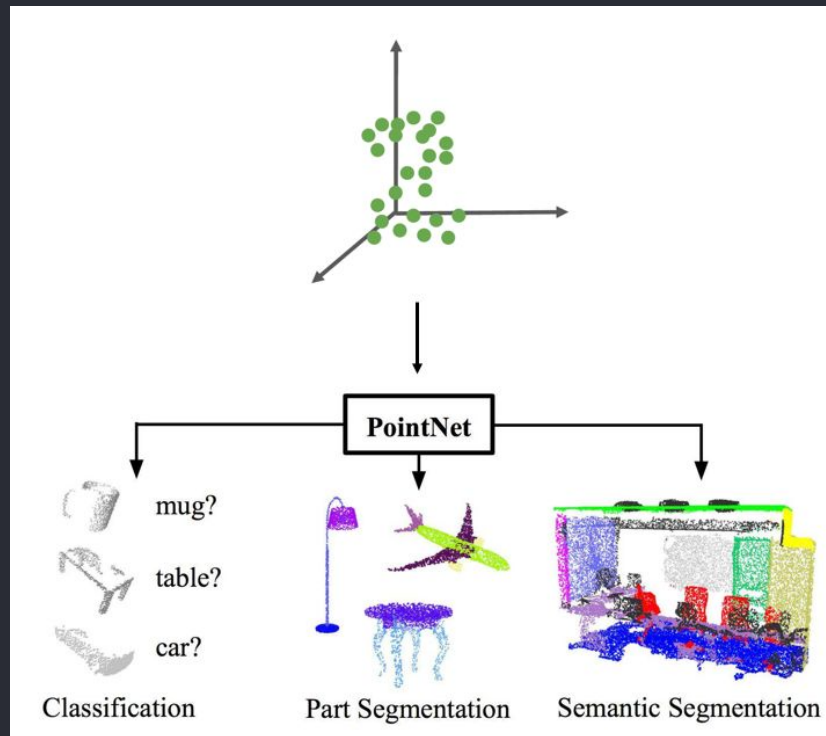 PointNet
mug?
table?
car?
Classification
Part Segmentation
Semantic Segmentation